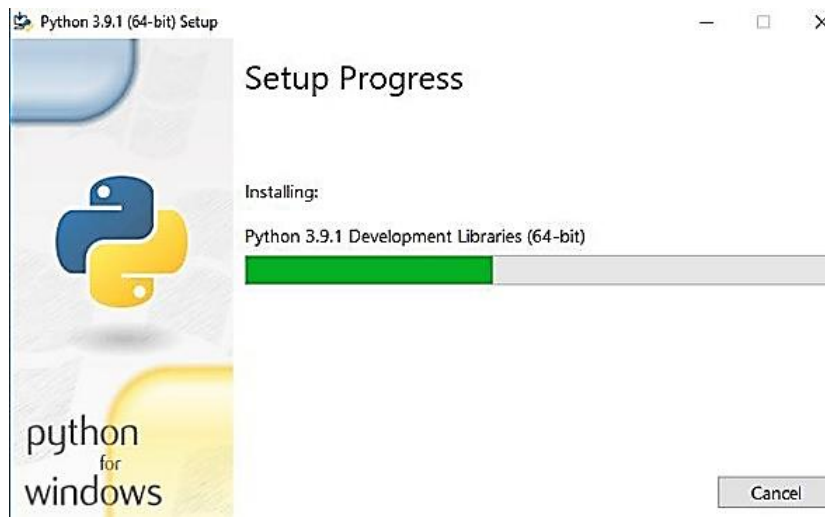 Python 3.9.1 (64-bit) Setup
Setup Progress
Installing:
Python 3.9.1 Development Libraries (64-bit)
python
for
windows
Cancel